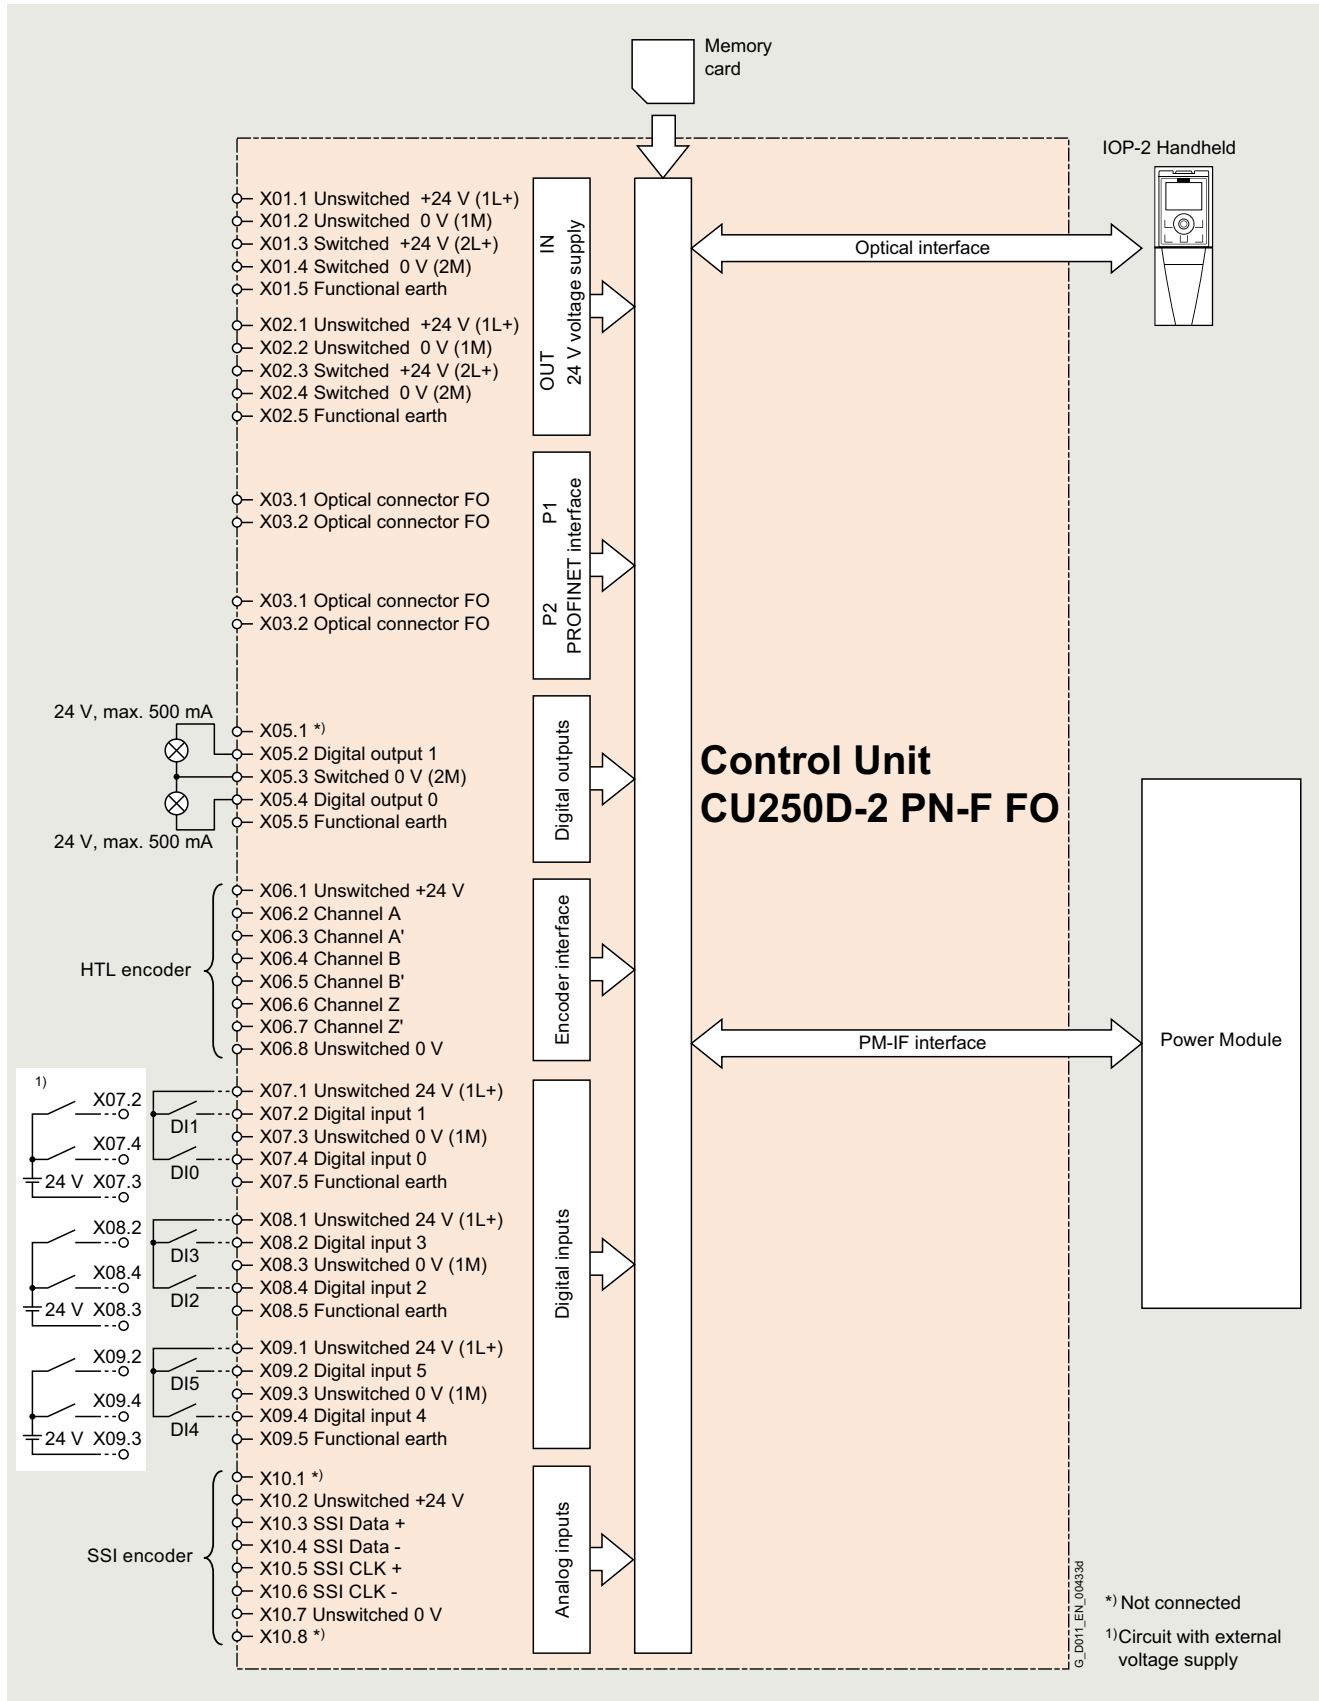 Memory
card
IOP-2 Handheld
X01.1 Unswitched +24 V (1L+)
X01.2 Unswitched 0 V (1M)
X01.3 Switched +24 V (2L+)
X01.4 Switched 0 V (2M)
X01.5 Functional earth
X02.1 Unswitched +24 V (1L+)
X02.2 Unswitched 0 V (1M)
X02.3 Switched +24 V (2L+)
X02.4 Switched 0 V (2M)
X02.5 Functional earth
OUT IN
24 V voltage supply
Optical interface
X03.1 Optical connector FO
X03.2 Optical connector FO
X03.1 Optical connector FO
X03.2 Optical connector FO
P2 P1
PROFINET interface
24 V, max. 500 mA
24 V, max. 500 mA
X05.1 *)
X05.2 Digital output 1
X05.3 Switched 0 V (2M)
X05.4 Digital output 0
X05.5 Functional earth
Digital outputs
Control Unit
CU250D-2 PN-F FO
HTL encoder
X06.1 Unswitched +24 V
X06.2 Channel A
X06.3 Channel A'
X06.4 Channel B
X06.5 Channel B'
X06.6 Channel Z
X06.7 Channel Z'
X06.8 Unswitched 0 V
Encoder interface
PM-IF interface
Power Module
1)
X07.2
X07.4
24 V X07.3
DI1
DI0
X07.1 Unswitched 24 V (1L+)
X07.2 Digital input 1
X07.3 Unswitched 0 V (1M)
X07.4 Digital input 0
X07.5 Functional earth
X08.2
X08.4
24 V X08.3
DI3
DI2
X08.1 Unswitched 24 V (1L+)
X08.2 Digital input 3
X08.3 Unswitched 0 V (1M)
X08.4 Digital input 2
X08.5 Functional earth
X09.2
X09.4
24 V X09.3
DI5
DI4
X09.1 Unswitched 24 V (1L+)
X09.2 Digital input 5
X09.3 Unswitched 0 V (1M)
X09.4 Digital input 4
X09.5 Functional earth
Digital inputs
SSI encoder
X10.1 *)
X10.2 Unswitched +24 V
X10.3 SSI Data +
X10.4 SSI Data -
X10.5 SSI CLK +
X10.6 SSI CLK -
X10.7 Unswitched 0 V
X10.8 *)
Analog inputs
G_D011_EN_00433d
*) Not connected
1) Circuit with external
voltage supply